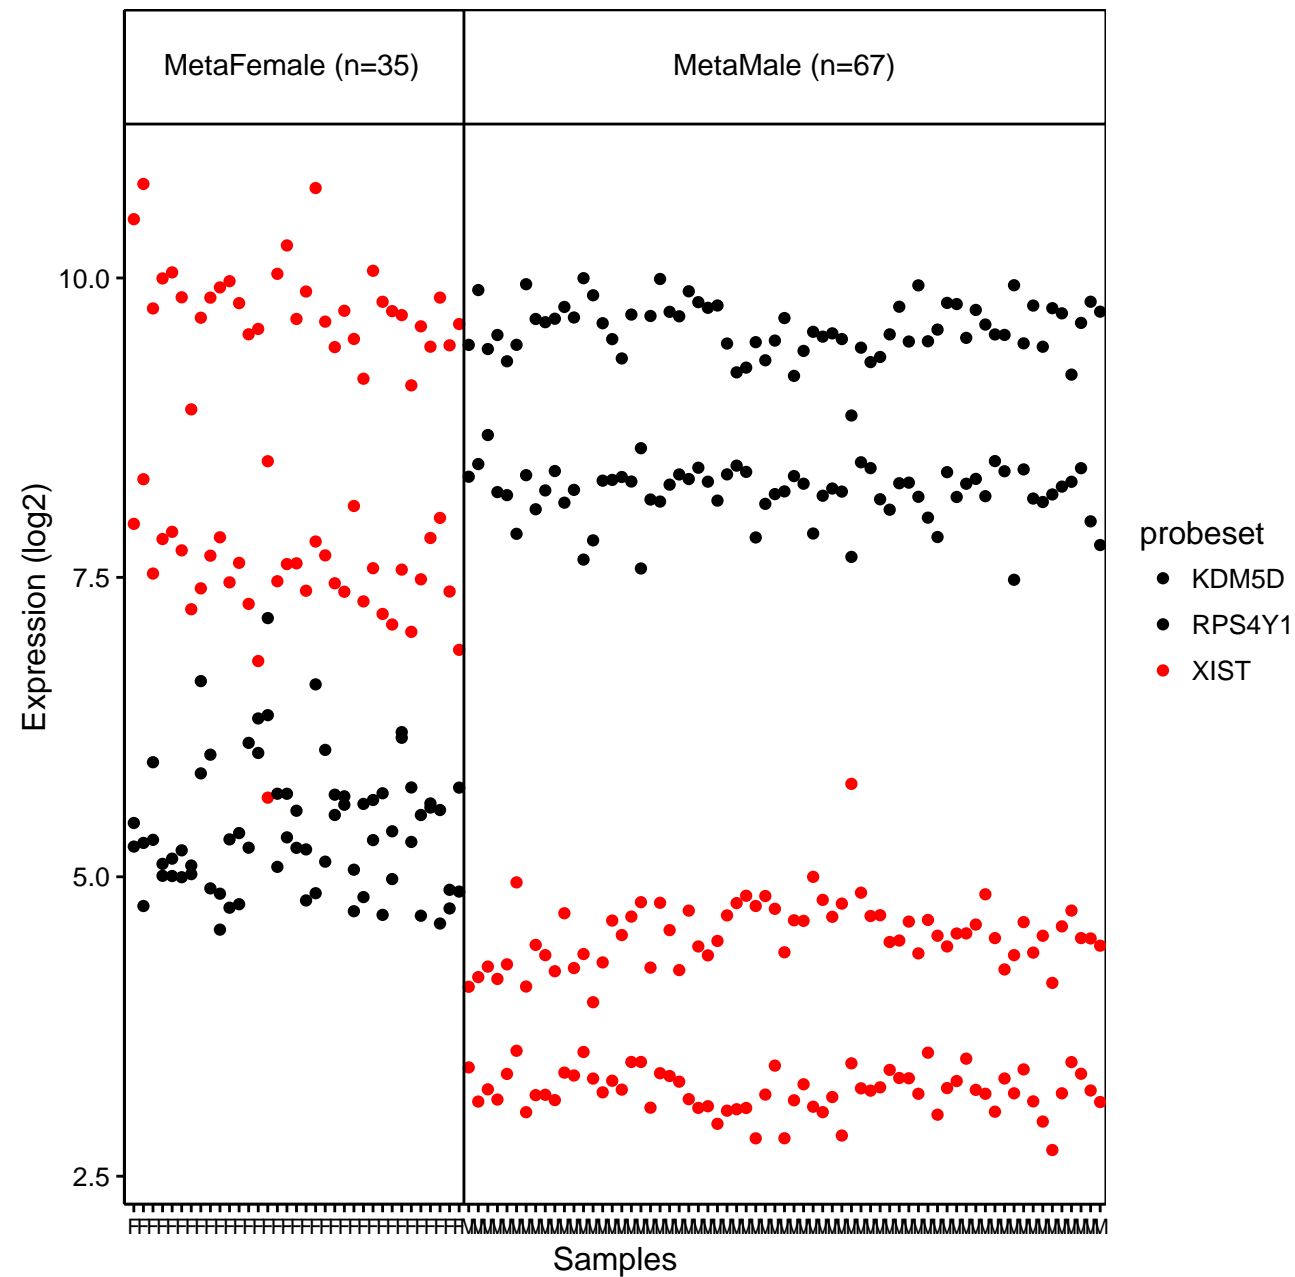 MetaFemale (n=35)
MetaMale (n=67)
Expression (log2)
10.0
7.5
5.0
2.5
FFFFFFFFFFFFFFFFFFFFFFFFFFFFFFFFFFFMMMMMMMMMMMMMMMMMMMMMMMMMMMMMMMMMMMMMMMMMMMMMMMMMMMMMMMMMMMMMMMMMMM
Samples
probeset
KDM5D
RPS4Y1
XIST